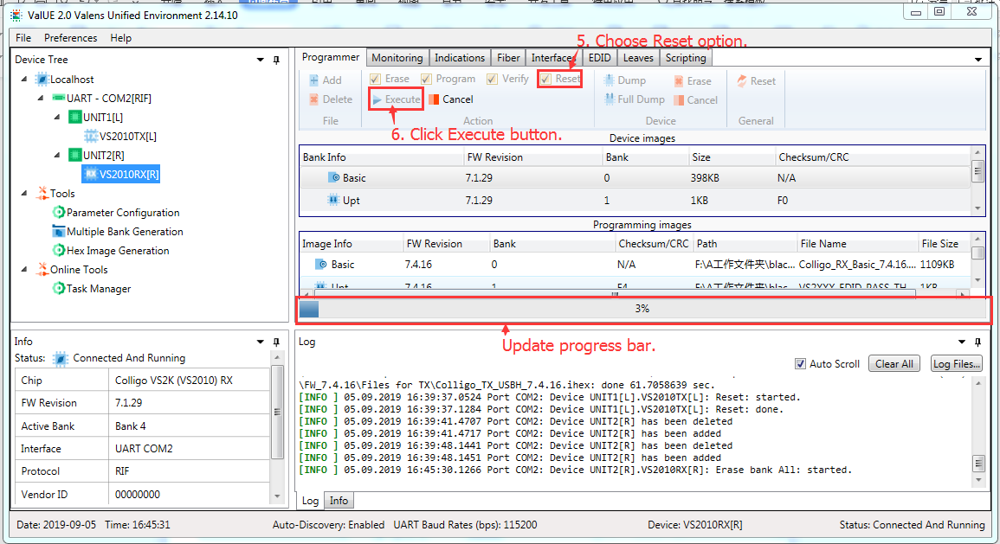 ValUE 2.0 Valens Unified Environment 2.14.10
File Preferences Help
5. Choose Reset option.
Device Tree
Localhost
UART - COM2[RIF]
UNIT1[L]
VS2010TX[L]
UNIT2[R]
VS2010RX[R]
Tools
Parameter Configuration
Multiple Bank Generation
Hex Image Generation
Online Tools
Task Manager
Programmer Monitoring Indications Fiber Interfaces EDID Leaves Scripting
Add Erase Program Verify Reset Dump Erase Reset
Delete Execute Cancel Full Dump Cancel
File Action Device General
6. Click Execute button.
Device images
Bank Info FW Revision Bank Size Checksum/CRC
Basic 7.1.29 0 398KB N/A
Upt 7.1.29 1 1KB F0
Programming images
Image Info FW Revision Bank Checksum/CRC Path File Name File Size
Basic 7.4.16 0 N/A F:\A工作文件夹\blac... Colligo_RX_Basic_7.4.16.... 1109KB
Upt 7.4.16 1 F4 F:\A工作文件夹\blac... VS2XXX_EDID_PASS_TH... 1KB
3%
Update progress bar.
Info
Status: Connected And Running
Chip Colligo VS2K (VS2010) RX
FW Revision 7.1.29
Active Bank Bank 4
Interface UART COM2
Protocol RIF
Vendor ID 00000000
Log
Auto Scroll Clear All Log Files...
\FW_7.4.16\Files for TX\Colligo_TX_USBH_7.4.16.ihex: done 61.7058639 sec.
[INFO ] 05.09.2019 16:39:37.0524 Port COM2: Device UNIT1[L].VS2010TX[L]: Reset: started.
[INFO ] 05.09.2019 16:39:37.1284 Port COM2: Device UNIT1[L].VS2010TX[L]: Reset: done.
[INFO ] 05.09.2019 16:39:41.4707 Port COM2: Device UNIT2[R] has been deleted
[INFO ] 05.09.2019 16:39:41.4717 Port COM2: Device UNIT2[R] has been added
[INFO ] 05.09.2019 16:39:48.1441 Port COM2: Device UNIT2[R] has been deleted
[INFO ] 05.09.2019 16:39:48.1451 Port COM2: Device UNIT2[R] has been added
[INFO ] 05.09.2019 16:45:30.1266 Port COM2: Device UNIT2[R].VS2010RX[R]: Erase bank All: started.
Log Info
Date: 2019-09-05 Time: 16:45:31 Auto-Discovery: Enabled UART Baud Rates (bps): 115200 Device: VS2010RX[R] Status: Connected And Running